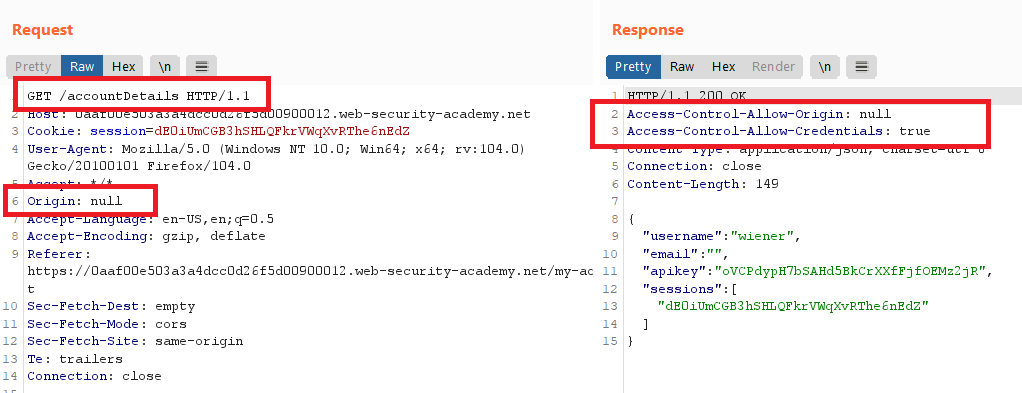 Request
Response
Pretty Raw Hex \n
Pretty Raw Hex Render \n
GET /accountDetails HTTP/1.1
2 Host: 0aaf00e503a3a4dcc0d26f5d00900012.web-security-academy.net
3 Cookie: session=dE0iUmCGB3hSHLQFkrVWqXvRThe6nEdZ
4 User-Agent: Mozilla/5.0 (Windows NT 10.0; Win64; x64; rv:104.0)
Gecko/20100101 Firefox/104.0
5 Accept: */*
6 Origin: null
7 Accept-Language: en-US,en;q=0.5
8 Accept-Encoding: gzip, deflate
9 Referer:
https://0aaf00e503a3a4dcc0d26f5d00900012.web-security-academy.net/my-ac
t
10 Sec-Fetch-Dest: empty
11 Sec-Fetch-Mode: cors
12 Sec-Fetch-Site: same-origin
13 Te: trailers
14 Connection: close
1 HTTP/1.1 200 OK
2 Access-Control-Allow-Origin: null
3 Access-Control-Allow-Credentials: true
4 Content-Type: application/json; charset=utf-8
5 Connection: close
6 Content-Length: 149
7
8 {
9 "username":"wiener",
10 "email":"",
11 "apikey":"oVCPdypH7bSAHd5BkCrXXfFjfOEMz2jR",
12 "sessions":[
13 "dE0iUmCGB3hSHLQFkrVWqXvRThe6nEdZ"
14 ]
15 }